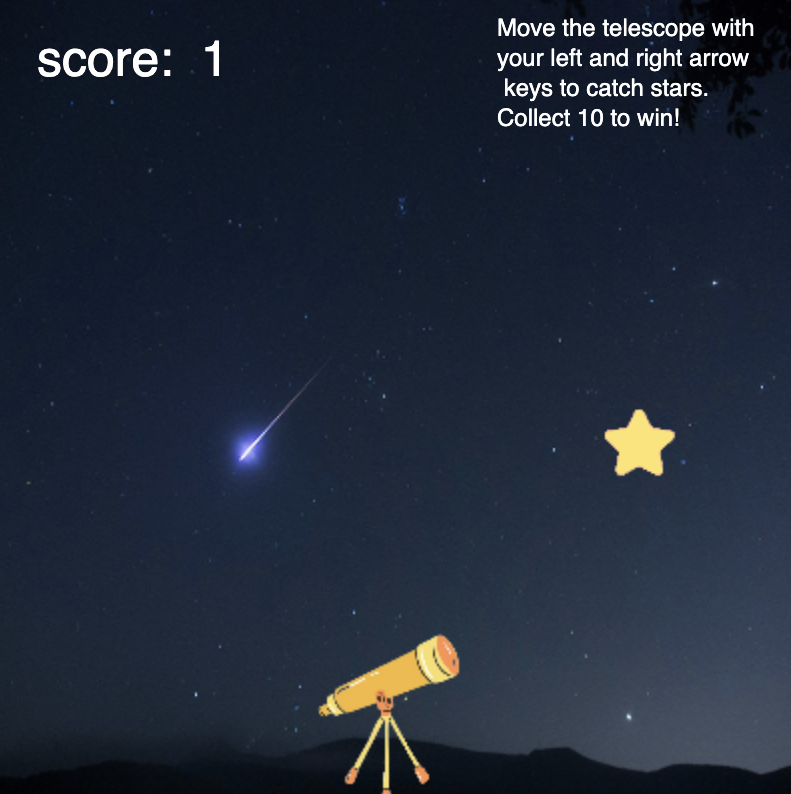 score: 1
Move the telescope with
your left and right arrow
keys to catch stars.
Collect 10 to win!